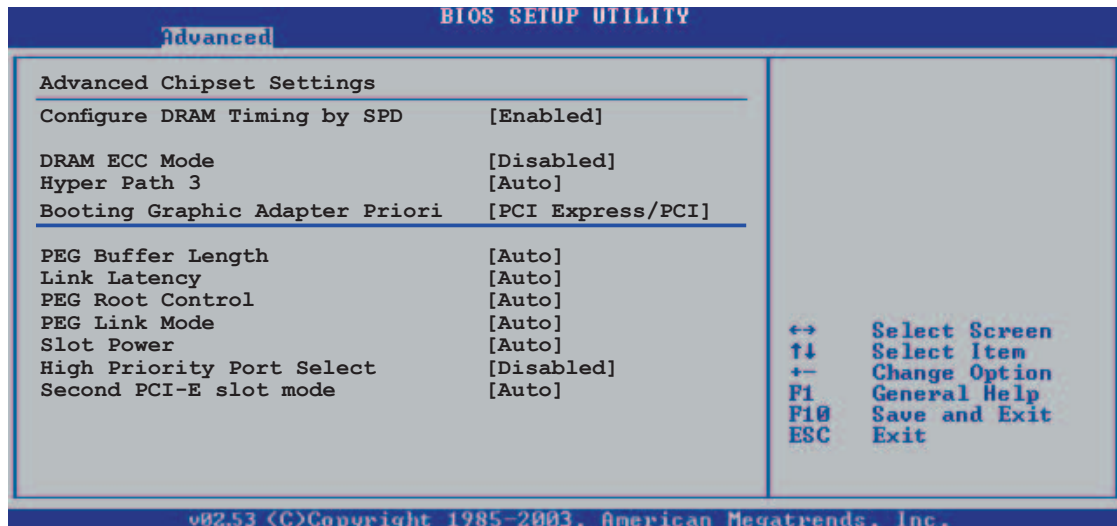 BIOS SETUP UTILITY
Advanced
Advanced Chipset Settings
Configure DRAM Timing by SPD [Enabled]
DRAM ECC Mode [Disabled]
Hyper Path 3 [Auto]
Booting Graphic Adapter Priori [PCI Express/PCI]
PEG Buffer Length [Auto]
Link Latency [Auto]
PEG Root Control [Auto]
PEG Link Mode [Auto]
Slot Power [Auto]
High Priority Port Select [Disabled]
Second PCI-E slot mode [Auto]
←→ Select Screen
↑↓ Select Item
+- Change Option
F1 General Help
F10 Save and Exit
ESC Exit
v02.53 (C)Copyright 1985-2003, American Megatrends, Inc.